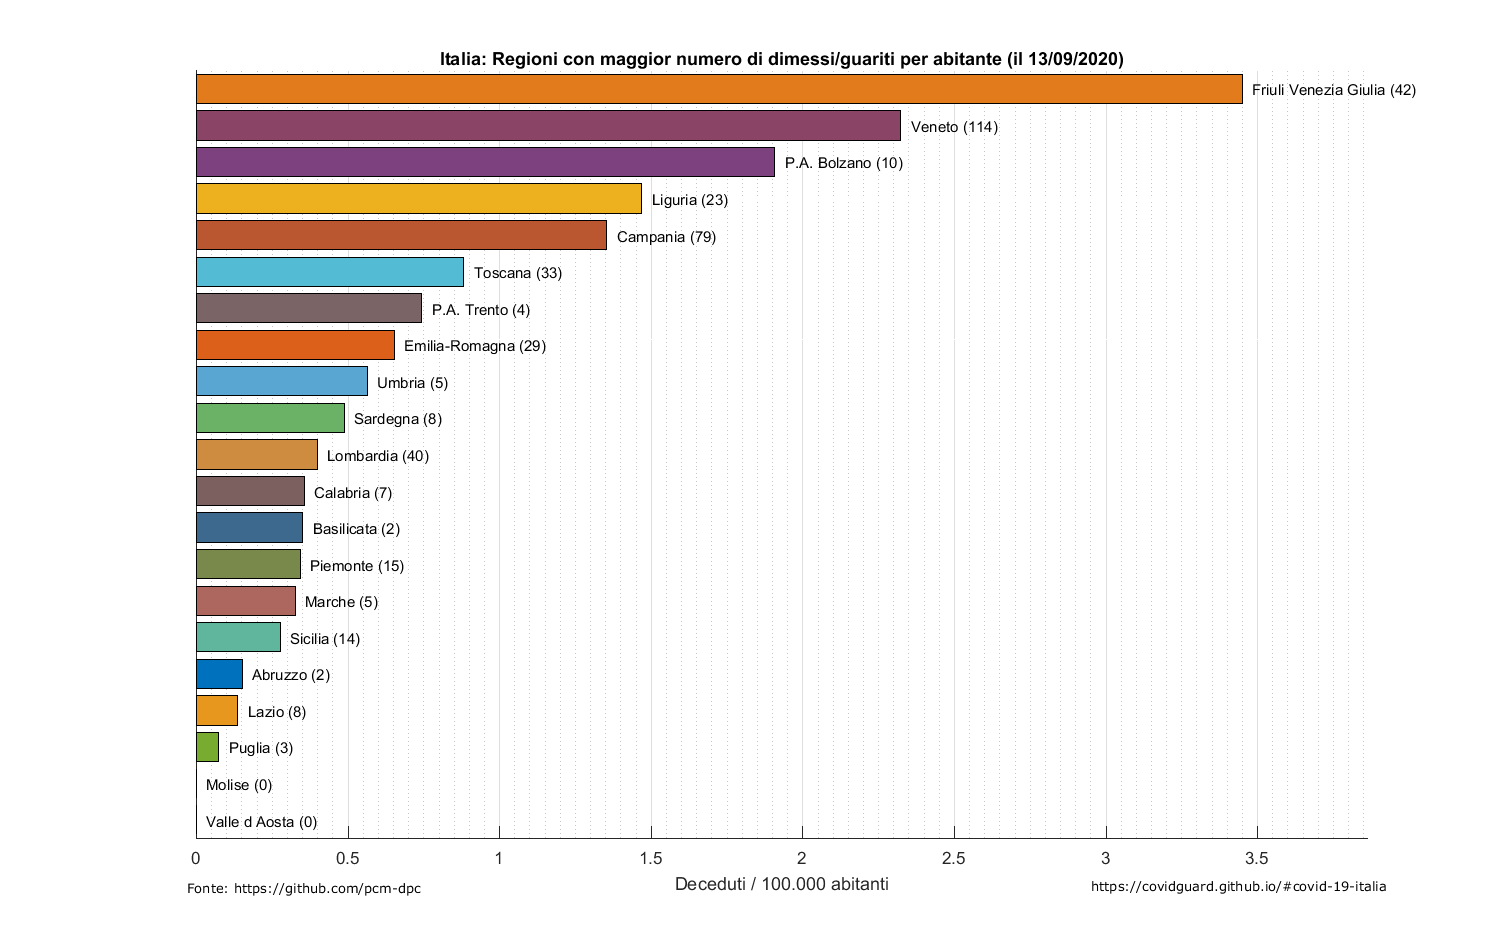 Italia: Regioni con maggior numero di dimessi/guariti per abitante (il 13/09/2020)
Friuli Venezia Giulia (42)
Veneto (114)
P.A. Bolzano (10)
Liguria (23)
Campania (79)
Toscana (33)
P.A. Trento (4)
Emilia-Romagna (29)
Umbria (5)
Sardegna (8)
Lombardia (40)
Calabria (7)
Basilicata (2)
Piemonte (15)
Marche (5)
Sicilia (14)
Abruzzo (2)
Lazio (8)
Puglia (3)
Molise (0)
Valle d Aosta (0)
0 0.5 1 1.5 2 2.5 3 3.5
Deceduti / 100.000 abitanti
Fonte: https://github.com/pcm-dpc
https://covidguard.github.io/#covid-19-italia